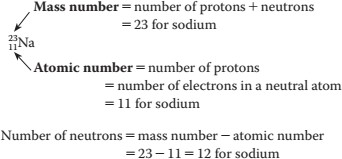 Mass number = number of protons + neutrons
= 23 for sodium
²³₁₁Na
Atomic number = number of protons
= number of electrons in a neutral atom
= 11 for sodium
Number of neutrons = mass number − atomic number
= 23 − 11 = 12 for sodium